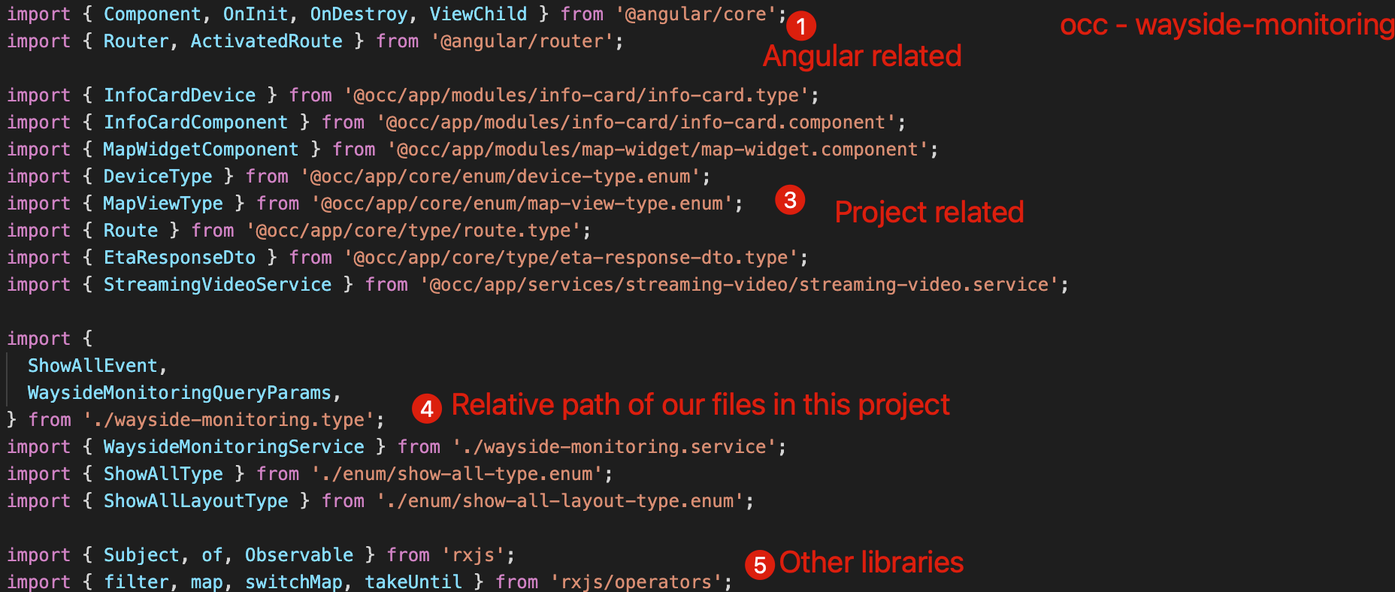 import { Component, OnInit, OnDestroy, ViewChild } from '@angular/core';
1
occ - wayside-monitoring
import { Router, ActivatedRoute } from '@angular/router';
Angular related
import { InfoCardDevice } from '@occ/app/modules/info-card/info-card.type';
import { InfoCardComponent } from '@occ/app/modules/info-card/info-card.component';
import { MapWidgetComponent } from '@occ/app/modules/map-widget/map-widget.component';
import { DeviceType } from '@occ/app/core/enum/device-type.enum';
import { MapViewType } from '@occ/app/core/enum/map-view-type.enum';
3
Project related
import { Route } from '@occ/app/core/type/route.type';
import { EtaResponseDto } from '@occ/app/core/type/eta-response-dto.type';
import { StreamingVideoService } from '@occ/app/services/streaming-video/streaming-video.service';
import {
ShowAllEvent,
WaysideMonitoringQueryParams,
} from './wayside-monitoring.type';
4
Relative path of our files in this project
import { WaysideMonitoringService } from './wayside-monitoring.service';
import { ShowAllType } from './enum/show-all-type.enum';
import { ShowAllLayoutType } from './enum/show-all-layout-type.enum';
import { Subject, of, Observable } from 'rxjs';
5
Other libraries
import { filter, map, switchMap, takeUntil } from 'rxjs/operators';